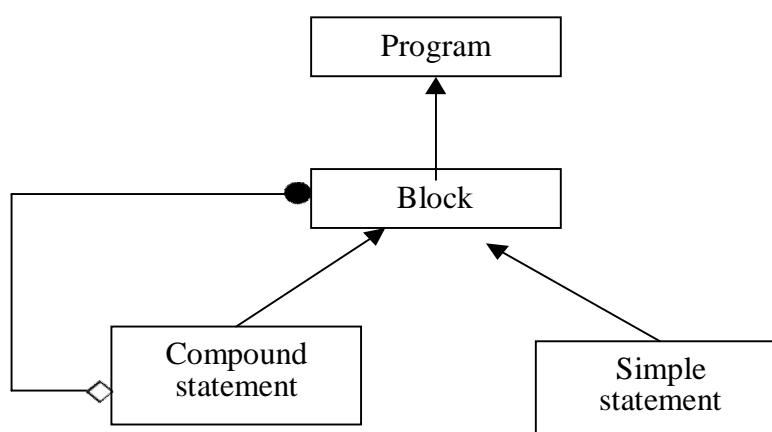 Program
Block
Compound
statement
Simple
statement